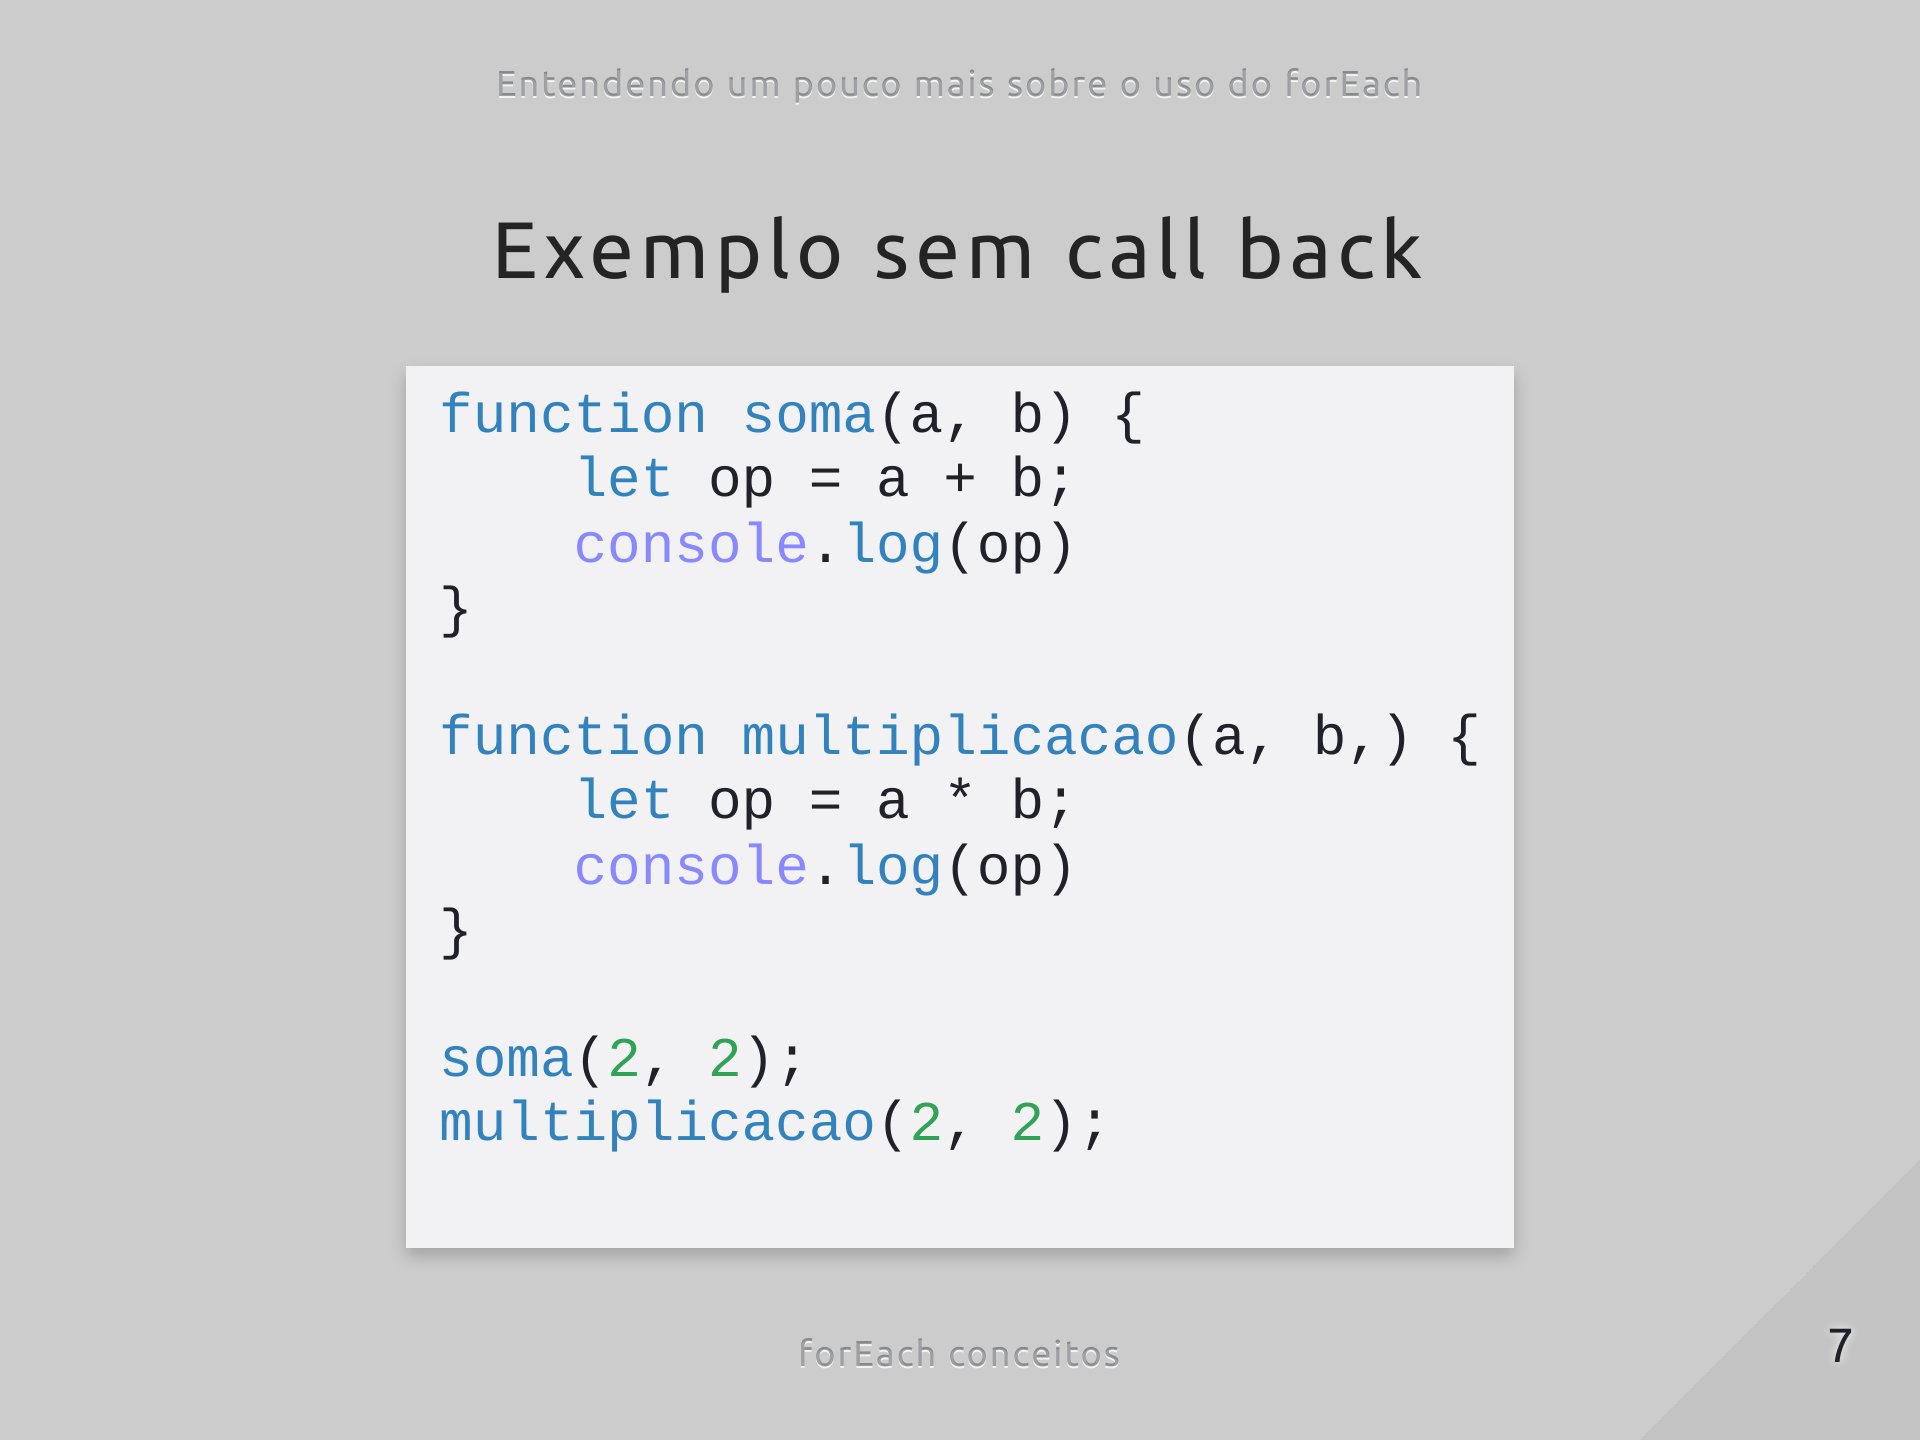 Entendendo um pouco mais sobre o uso do forEach
Exemplo sem call back
function soma(a, b) {
    let op = a + b;
    console.log(op)
}

function multiplicacao(a, b,) {
    let op = a * b;
    console.log(op)
}

soma(2, 2);
multiplicacao(2, 2);
forEach conceitos
7